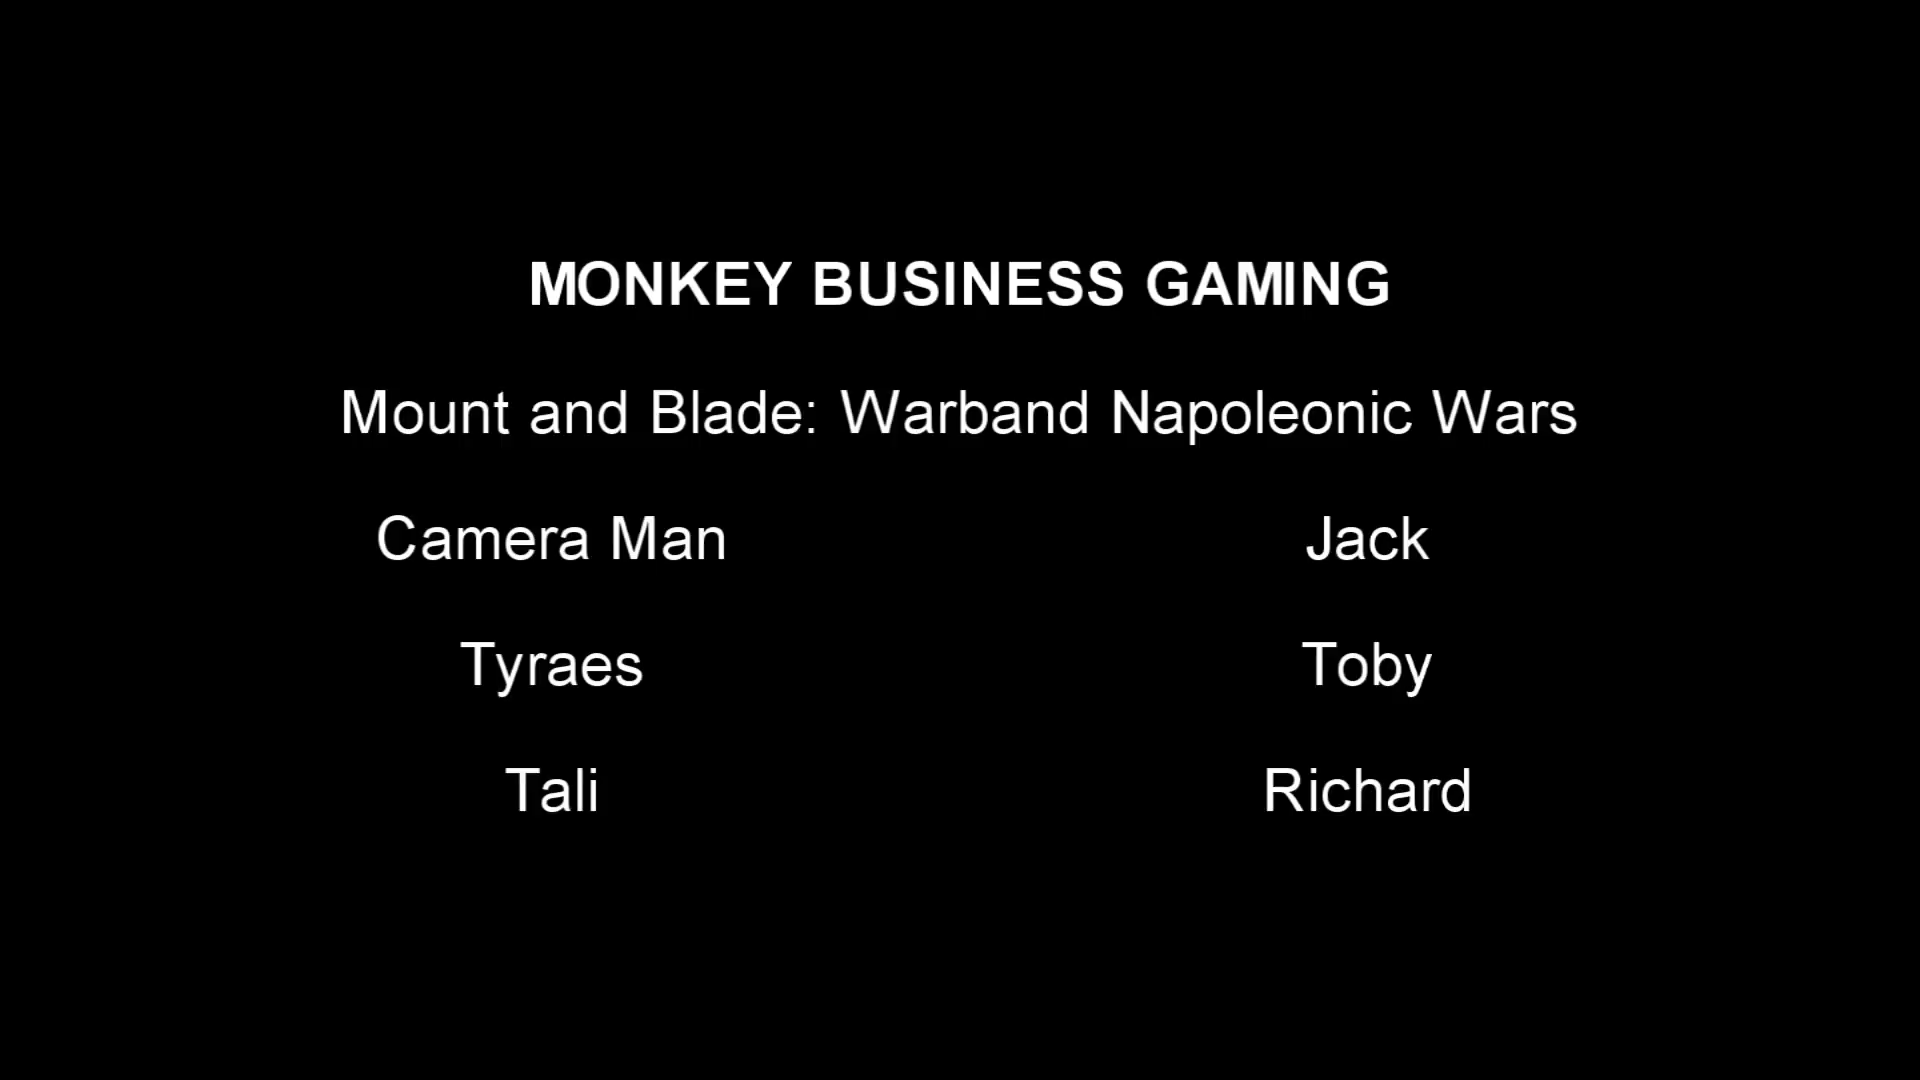 MONKEY BUSINESS GAMING
Mount and Blade: Warband Napoleonic Wars
Camera Man Jack
Tyraes Toby
Tali Richard